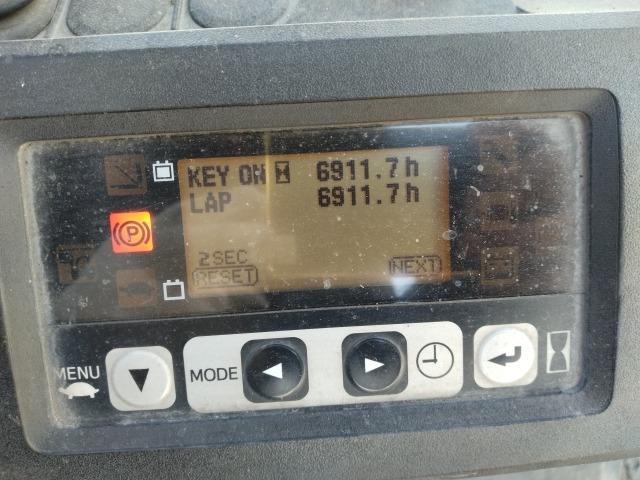 KEY ON 6911.7h
LAP 6911.7h
2SEC
RESET NEXT
P
MENU
MODE